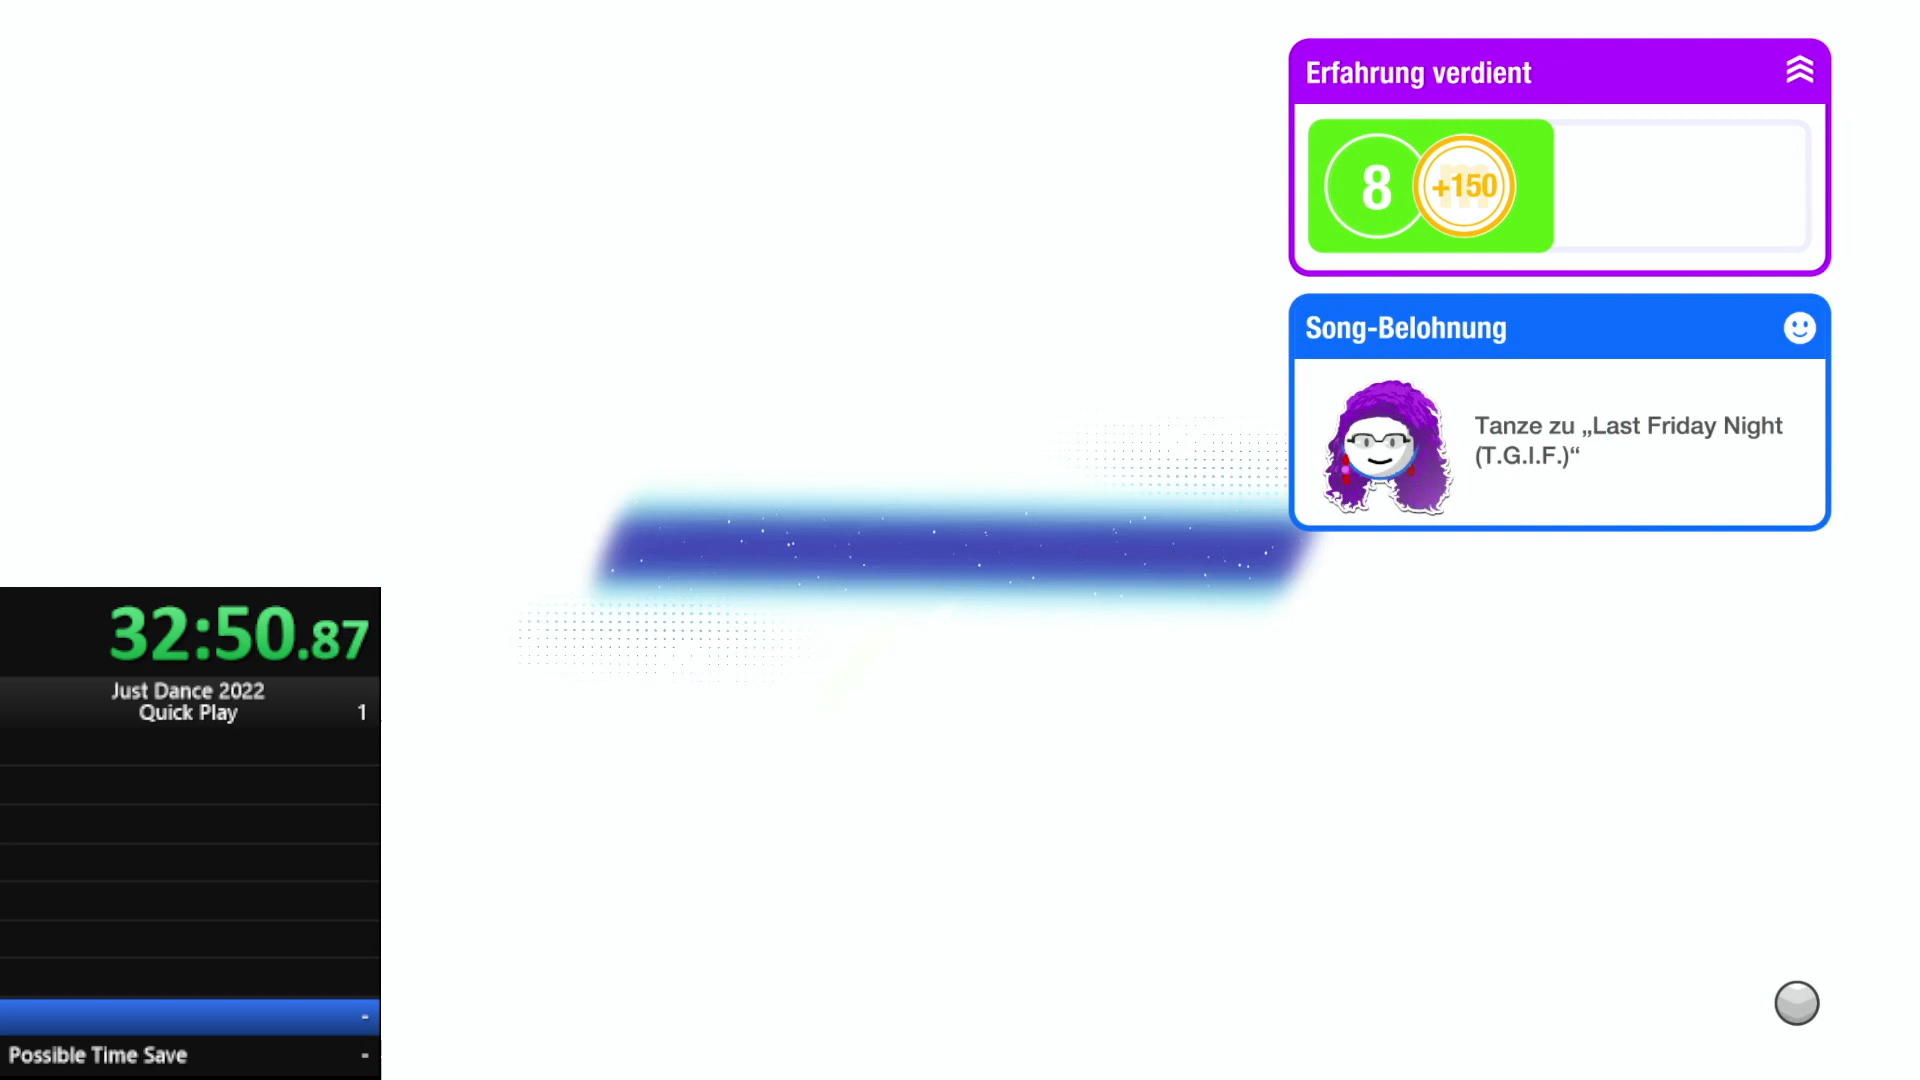 Erfahrung verdient
8
+150
Song-Belohnung
Tanze zu „Last Friday Night
(T.G.I.F.)“
32:50.87
Just Dance 2022
Quick Play
1
-
Possible Time Save
-